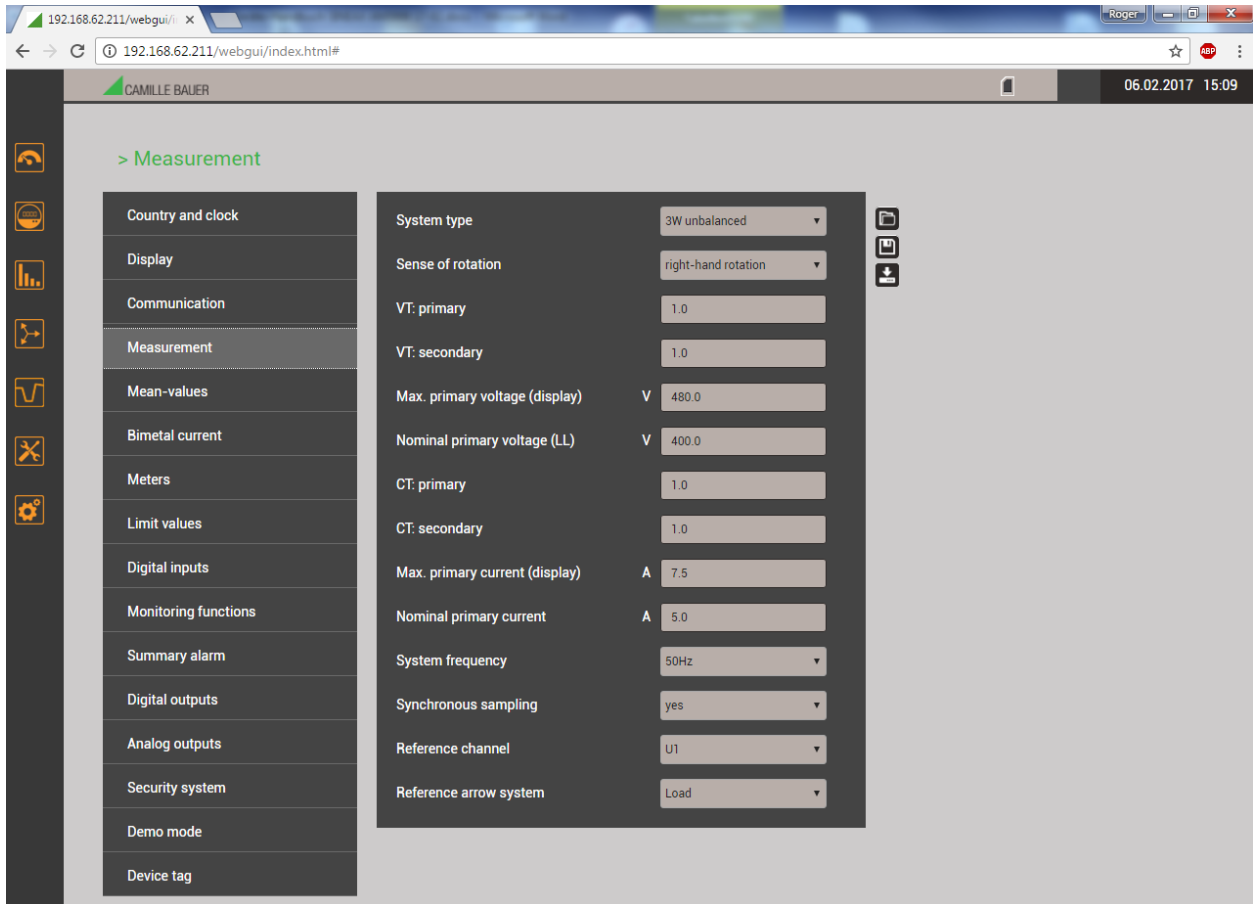 192.168.62.211/webgui/i
Roger
192.168.62.211/webgui/index.html#
ABP
CAMILLE BAUER
06.02.2017 15:09
> Measurement
Country and clock
Display
Communication
Measurement
Mean-values
Bimetal current
Meters
Limit values
Digital inputs
Monitoring functions
Summary alarm
Digital outputs
Analog outputs
Security system
Demo mode
Device tag
System type 3W unbalanced
Sense of rotation right-hand rotation
VT: primary 1.0
VT: secondary 1.0
Max. primary voltage (display) V 480.0
Nominal primary voltage (LL) V 400.0
CT: primary 1.0
CT: secondary 1.0
Max. primary current (display) A 7.5
Nominal primary current A 5.0
System frequency 50Hz
Synchronous sampling yes
Reference channel U1
Reference arrow system Load